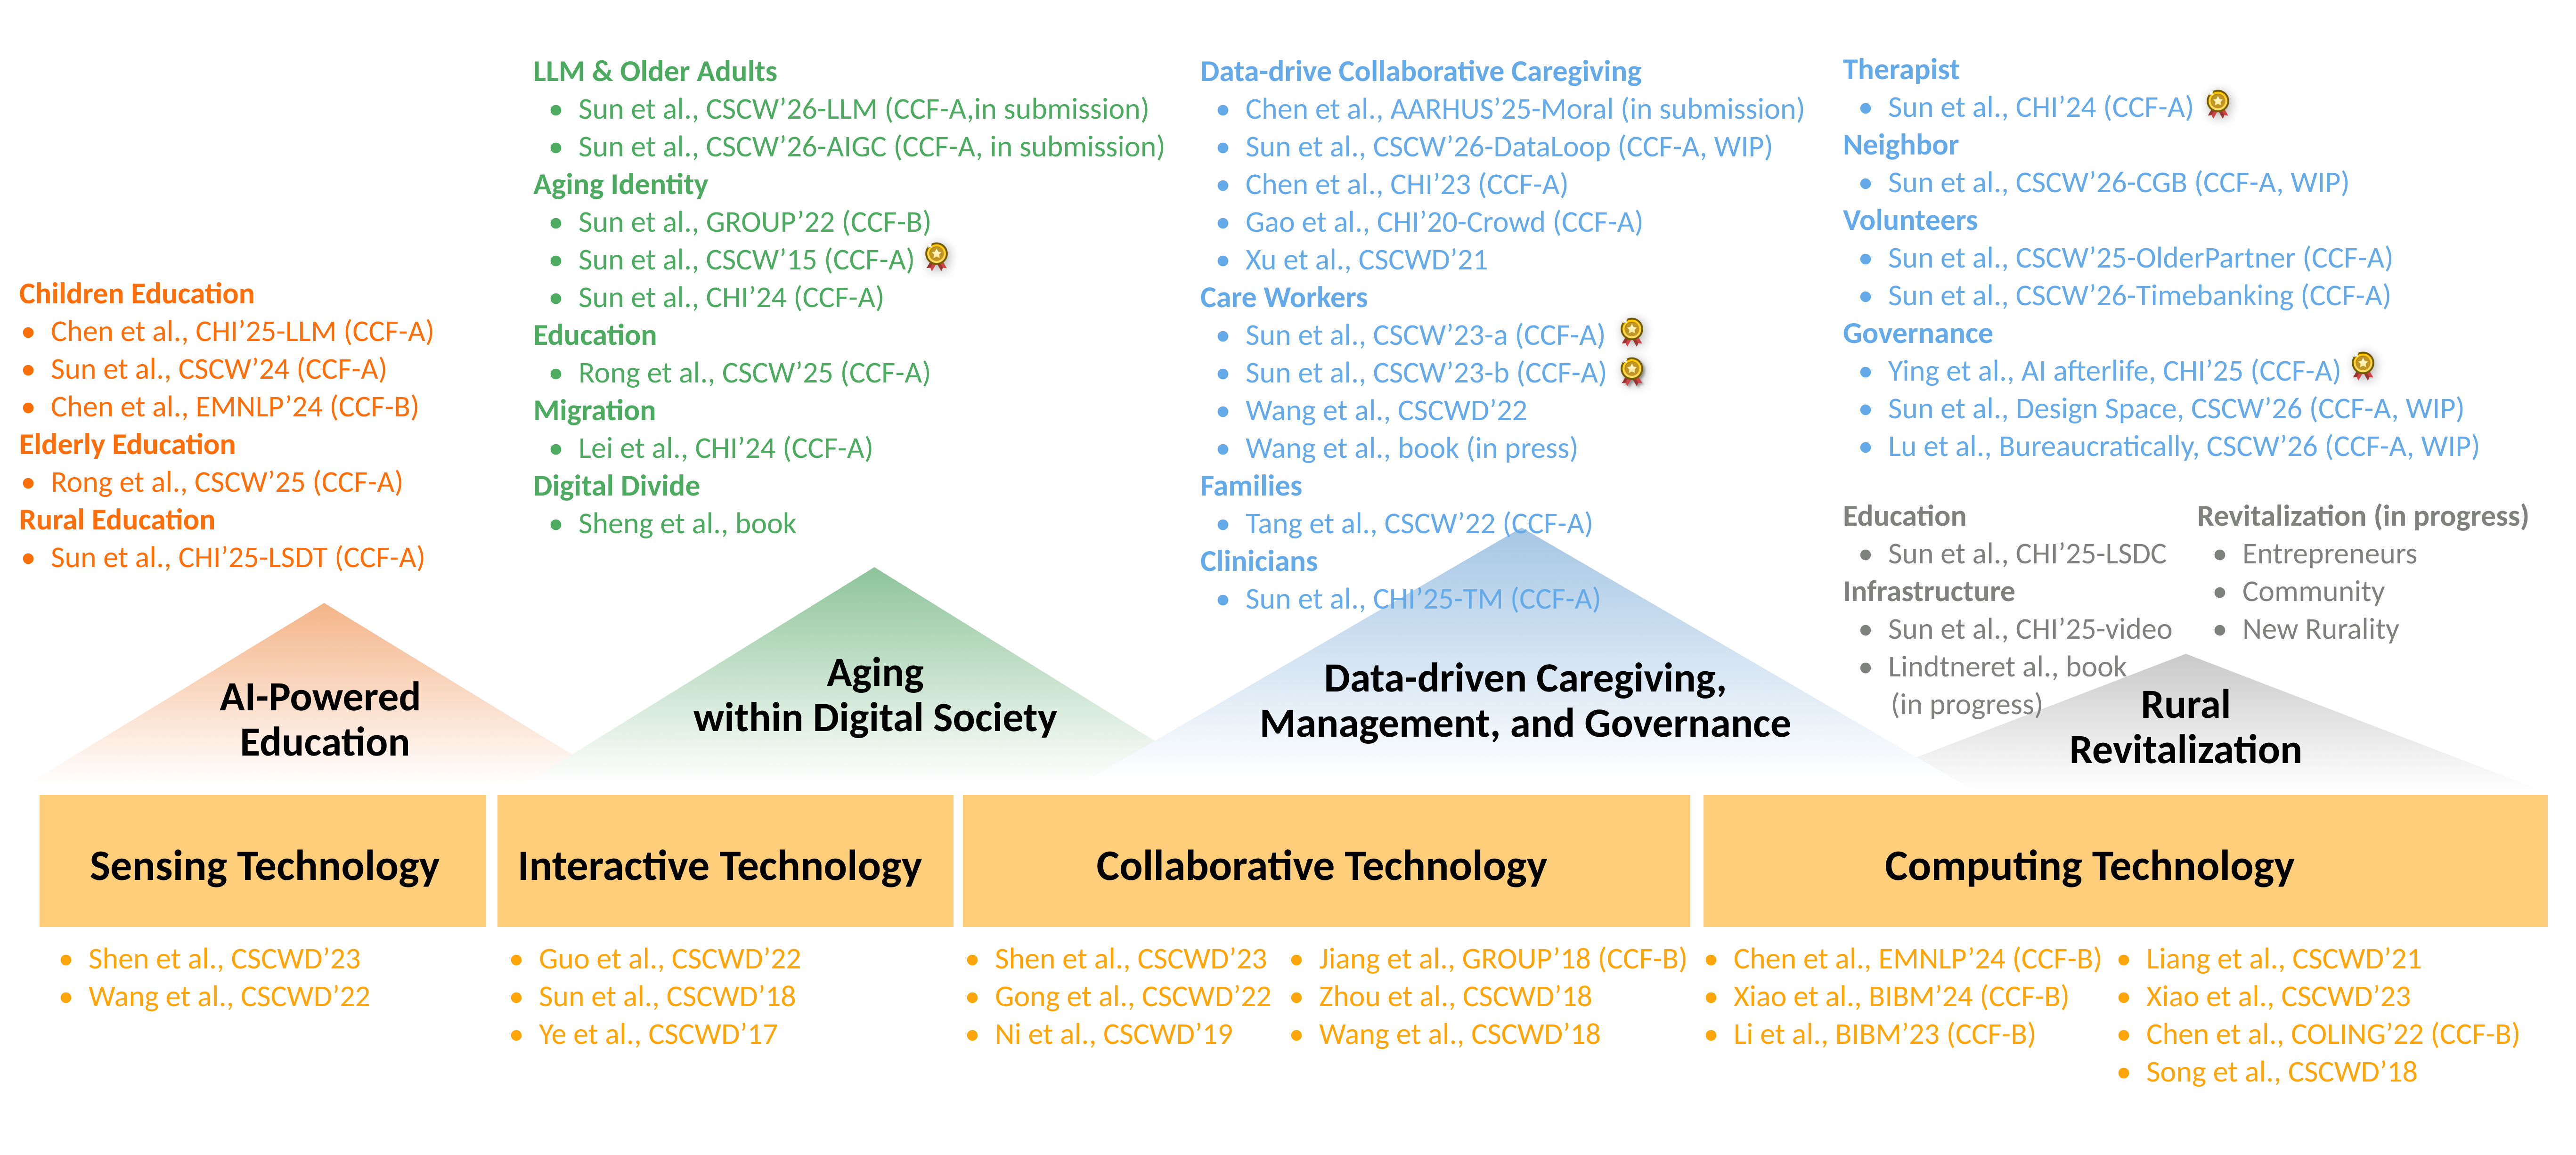 Children Education
• Chen et al., CHI’25-LLM (CCF-A)
• Sun et al., CSCW’24 (CCF-A)
• Chen et al., EMNLP’24 (CCF-B)
Elderly Education
• Rong et al., CSCW’25 (CCF-A)
Rural Education
• Sun et al., CHI’25-LSDT (CCF-A)
LLM & Older Adults
• Sun et al., CSCW’26-LLM (CCF-A,in submission)
• Sun et al., CSCW’26-AIGC (CCF-A, in submission)
Aging Identity
• Sun et al., GROUP’22 (CCF-B)
• Sun et al., CSCW’15 (CCF-A)
• Sun et al., CHI’24 (CCF-A)
Education
• Rong et al., CSCW’25 (CCF-A)
Migration
• Lei et al., CHI’24 (CCF-A)
Digital Divide
• Sheng et al., book
Data-drive Collaborative Caregiving
• Chen et al., AARHUS’25-Moral (in submission)
• Sun et al., CSCW’26-DataLoop (CCF-A, WIP)
• Chen et al., CHI’23 (CCF-A)
• Gao et al., CHI’20-Crowd (CCF-A)
• Xu et al., CSCWD’21
Care Workers
• Sun et al., CSCW’23-a (CCF-A)
• Sun et al., CSCW’23-b (CCF-A)
• Wang et al., CSCWD’22
• Wang et al., book (in press)
Families
• Tang et al., CSCW’22 (CCF-A)
Clinicians
• Sun et al., CHI’25-TM (CCF-A)
Therapist
• Sun et al., CHI’24 (CCF-A)
Neighbor
• Sun et al., CSCW’26-CGB (CCF-A, WIP)
Volunteers
• Sun et al., CSCW’25-OlderPartner (CCF-A)
• Sun et al., CSCW’26-Timebanking (CCF-A)
Governance
• Ying et al., AI afterlife, CHI’25 (CCF-A)
• Sun et al., Design Space, CSCW’26 (CCF-A, WIP)
• Lu et al., Bureaucratically, CSCW’26 (CCF-A, WIP)
Education
• Sun et al., CHI’25-LSDC
Infrastructure
• Sun et al., CHI’25-video
• Lindtneret al., book
(in progress)
Revitalization (in progress)
• Entrepreneurs
• Community
• New Rurality
AI-Powered
Education
Aging
within Digital Society
Data-driven Caregiving,
Management, and Governance
Rural
Revitalization
Sensing Technology
Interactive Technology
Collaborative Technology
Computing Technology
• Shen et al., CSCWD’23
• Wang et al., CSCWD’22
• Guo et al., CSCWD’22
• Sun et al., CSCWD’18
• Ye et al., CSCWD’17
• Shen et al., CSCWD’23
• Gong et al., CSCWD’22
• Ni et al., CSCWD’19
• Jiang et al., GROUP’18 (CCF-B)
• Zhou et al., CSCWD’18
• Wang et al., CSCWD’18
• Chen et al., EMNLP’24 (CCF-B)
• Xiao et al., BIBM’24 (CCF-B)
• Li et al., BIBM’23 (CCF-B)
• Liang et al., CSCWD’21
• Xiao et al., CSCWD’23
• Chen et al., COLING’22 (CCF-B)
• Song et al., CSCWD’18